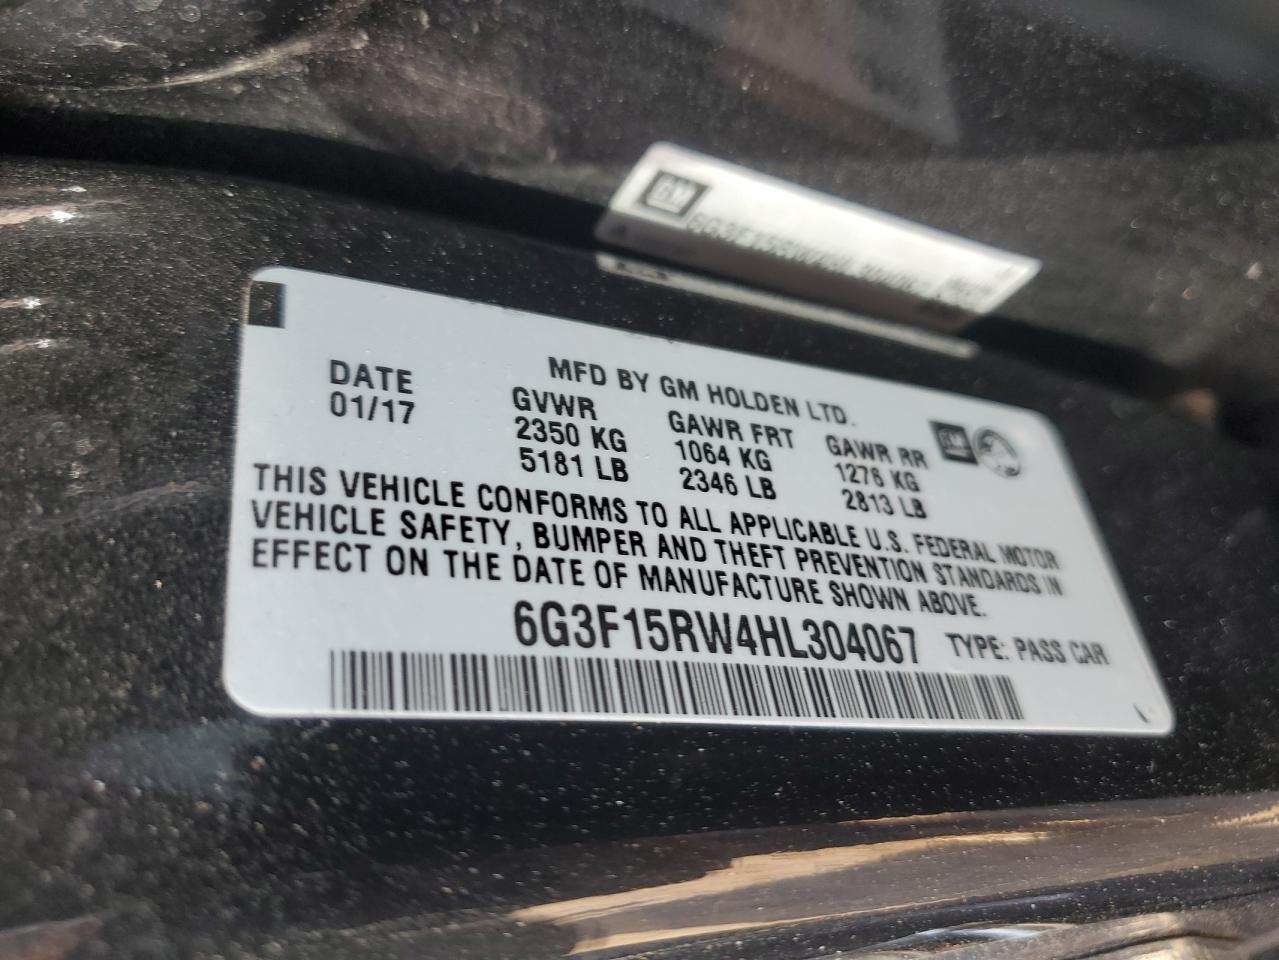 GM
MFD BY GM HOLDEN LTD.
DATE
01/17
GVWR
2350 KG
5181 LB
GAWR FRT
1064 KG
2346 LB
GAWR RR
1276 KG
2813 LB
GM
THIS VEHICLE CONFORMS TO ALL APPLICABLE U.S. FEDERAL MOTOR
VEHICLE SAFETY, BUMPER AND THEFT PREVENTION STANDARDS IN
EFFECT ON THE DATE OF MANUFACTURE SHOWN ABOVE.
6G3F15RW4HL304067 TYPE: PASS CAR